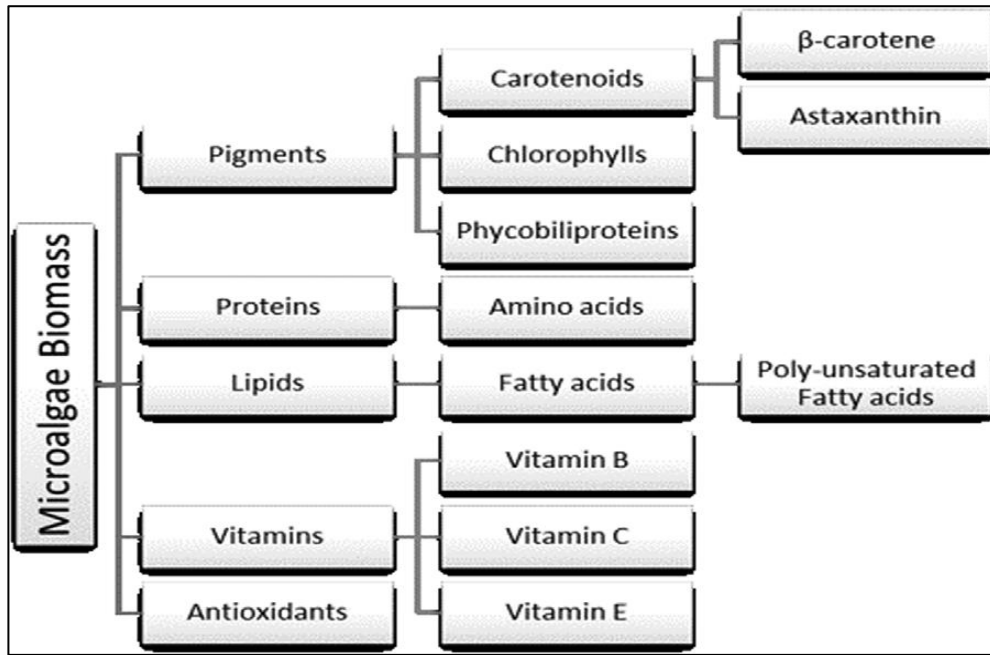 Microalgae Biomass
Pigments
Carotenoids
β-carotene
Astaxanthin
Chlorophylls
Phycobiliproteins
Proteins
Amino acids
Lipids
Fatty acids
Poly-unsaturated
Fatty acids
Vitamins
Vitamin B
Vitamin C
Vitamin E
Antioxidants